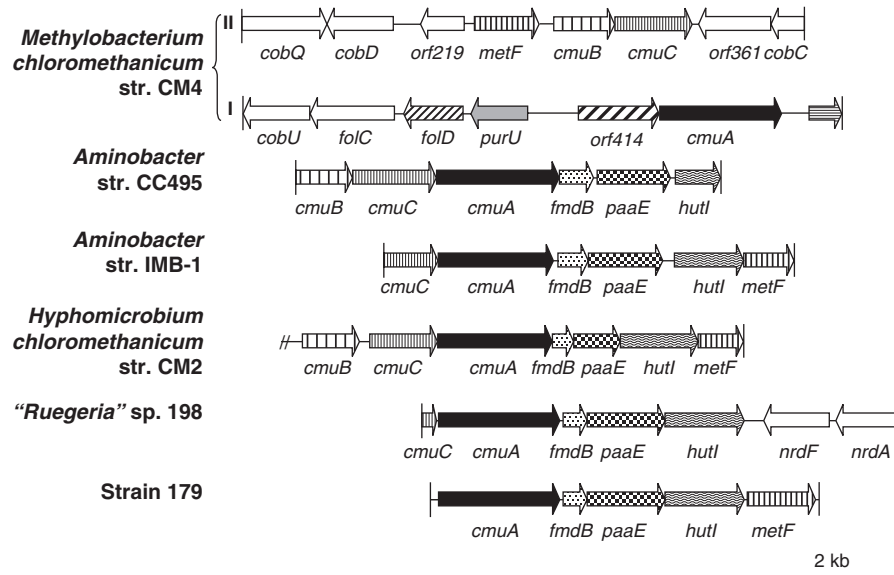 II
Methylobacterium
chloromethanicum
str. CM4
cobQ cobD orf219 metF cmuB cmuC orf361 cobC
I
cobU folC folD purU orf414 cmuA
Aminobacter
str. CC495
cmuB cmuC cmuA fmdB paaE hutI
Aminobacter
str. IMB-1
cmuC cmuA fmdB paaE hutI metF
Hyphomicrobium
chloromethanicum
str. CM2
//
cmuB cmuC cmuA fmdB paaE hutI metF
“Ruegeria” sp. 198
cmuC cmuA fmdB paaE hutI nrdF nrdA
Strain 179
cmuA fmdB paaE hutI metF
2 kb